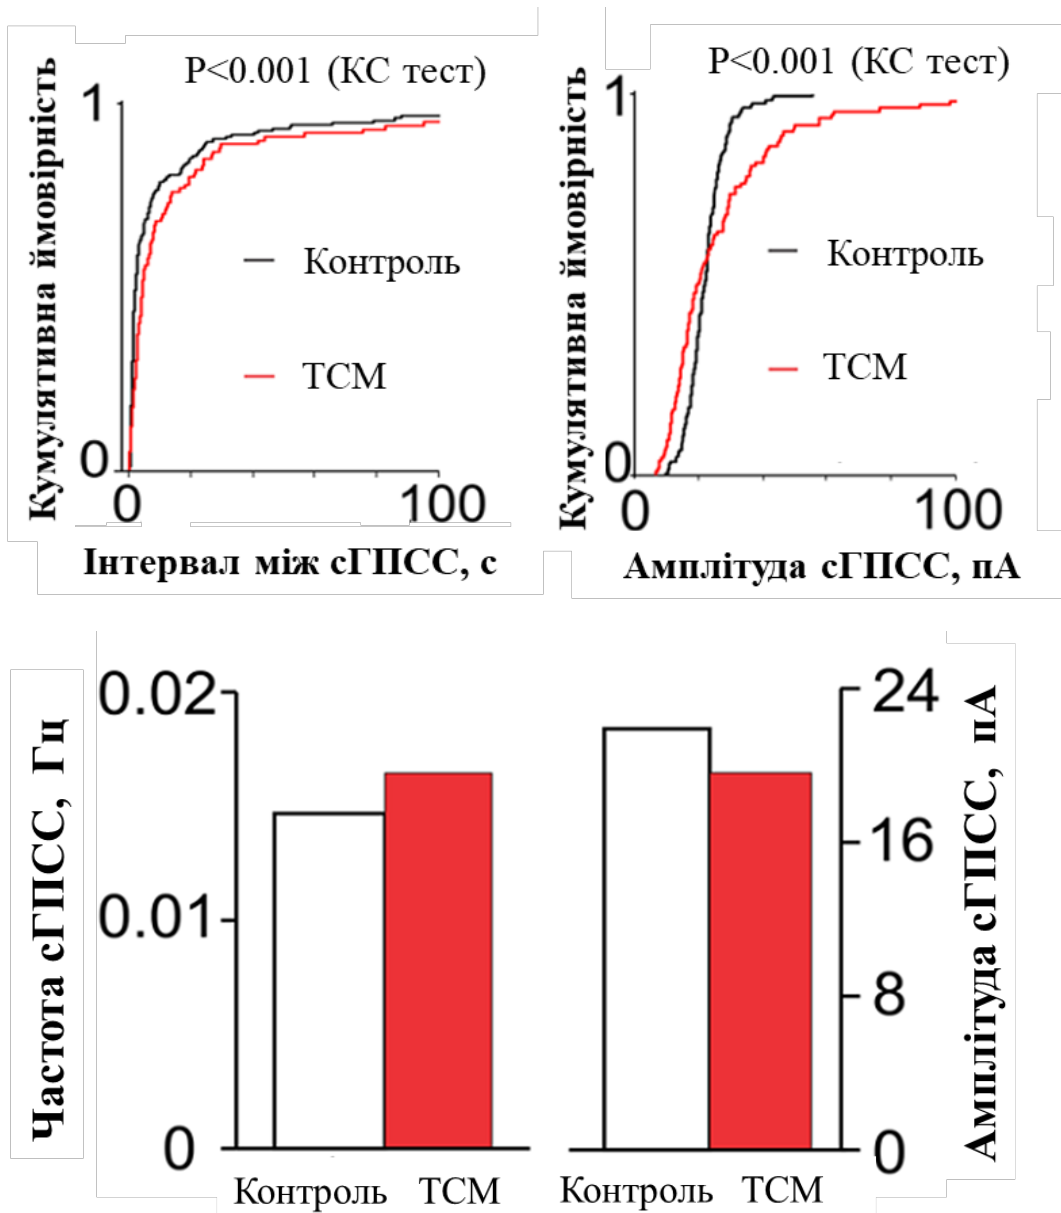 Кумулятивна ймовірність
P<0.001 (КС тест)
1
Контроль
ТСМ
0
0
100
Інтервал між сГПСС, с
Кумулятивна ймовірність
P<0.001 (КС тест)
1
Контроль
ТСМ
0
0
100
Амплітуда сГПСС, пА
Частота сГПСС, Гц
0.02
0.01
0
Контроль
ТСМ
24
16
8
0
Амплітуда сГПСС, пА
Контроль
ТСМ